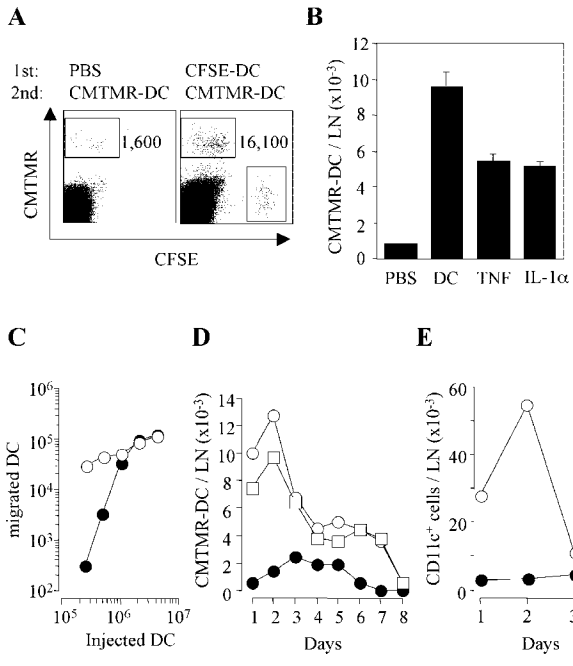 A
1st: PBS CFSE-DC
2nd: CMTMR-DC CMTMR-DC
1,600
16,100
CMTMR
CFSE
B
CMTMR-DC / LN (x10⁻³)
12
10
8
6
4
2
0
PBS DC TNF IL-1α
C
migrated DC
10⁶
10⁵
10⁴
10³
10²
10⁵ 10⁶ 10⁷
Injected DC
D
CMTMR-DC / LN (x10⁻³)
14
12
10
8
6
4
2
0
1 2 3 4 5 6 7 8
Days
E
CD11c⁺ cells / LN (x10⁻³)
60
40
20
0
1 2 3
Days